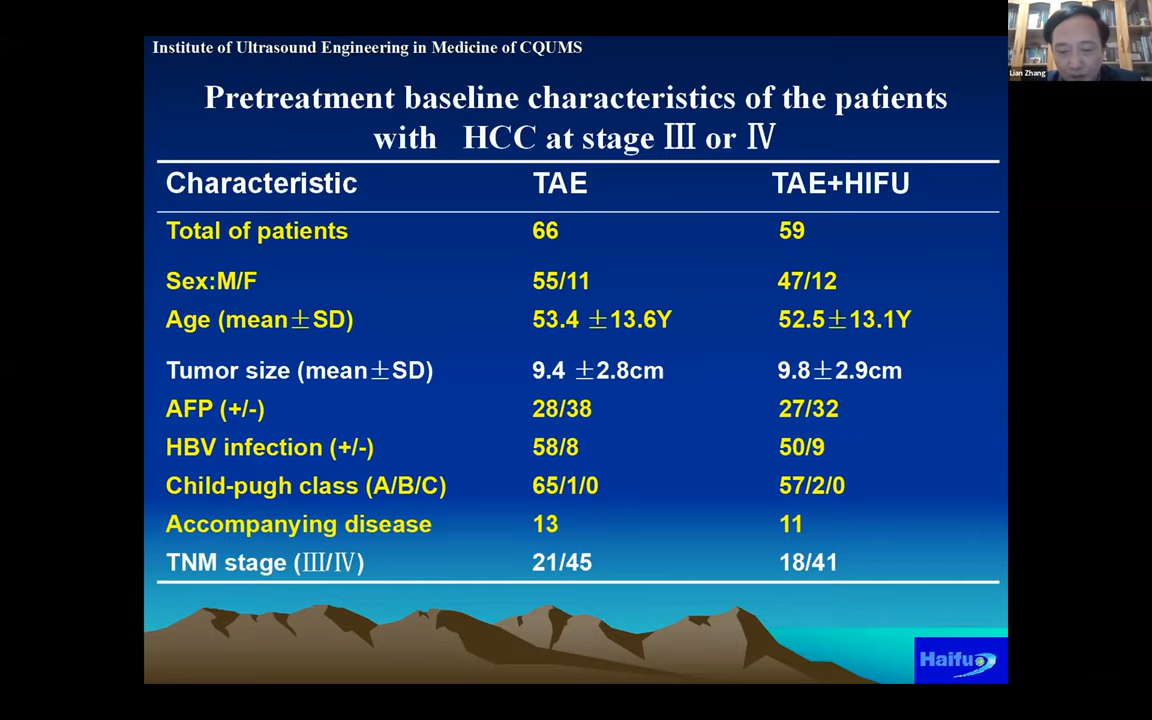 Institute of Ultrasound Engineering in Medicine of CQUMS
Lian Zhang
Pretreatment baseline characteristics of the patients
with HCC at stage Ⅲ or Ⅳ
Characteristic TAE TAE+HIFU
Total of patients 66 59
Sex:M/F 55/11 47/12
Age (mean±SD) 53.4 ±13.6Y 52.5±13.1Y
Tumor size (mean±SD) 9.4 ±2.8cm 9.8±2.9cm
AFP (+/-) 28/38 27/32
HBV infection (+/-) 58/8 50/9
Child-pugh class (A/B/C) 65/1/0 57/2/0
Accompanying disease 13 11
TNM stage (Ⅲ/Ⅳ) 21/45 18/41
Haifu